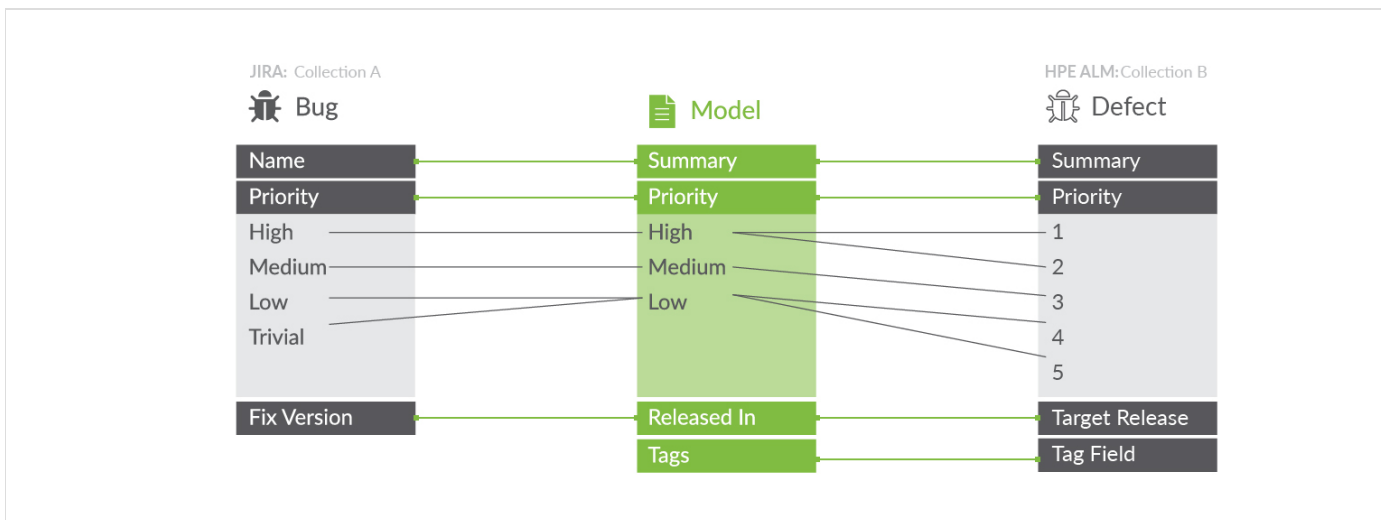 JIRA: Collection A
Bug
Name
Priority
High
Medium
Low
Trivial
Fix Version
Model
Summary
Priority
High
Medium
Low
Released In
Tags
HPE ALM:Collection B
Defect
Summary
Priority
1
2
3
4
5
Target Release
Tag Field